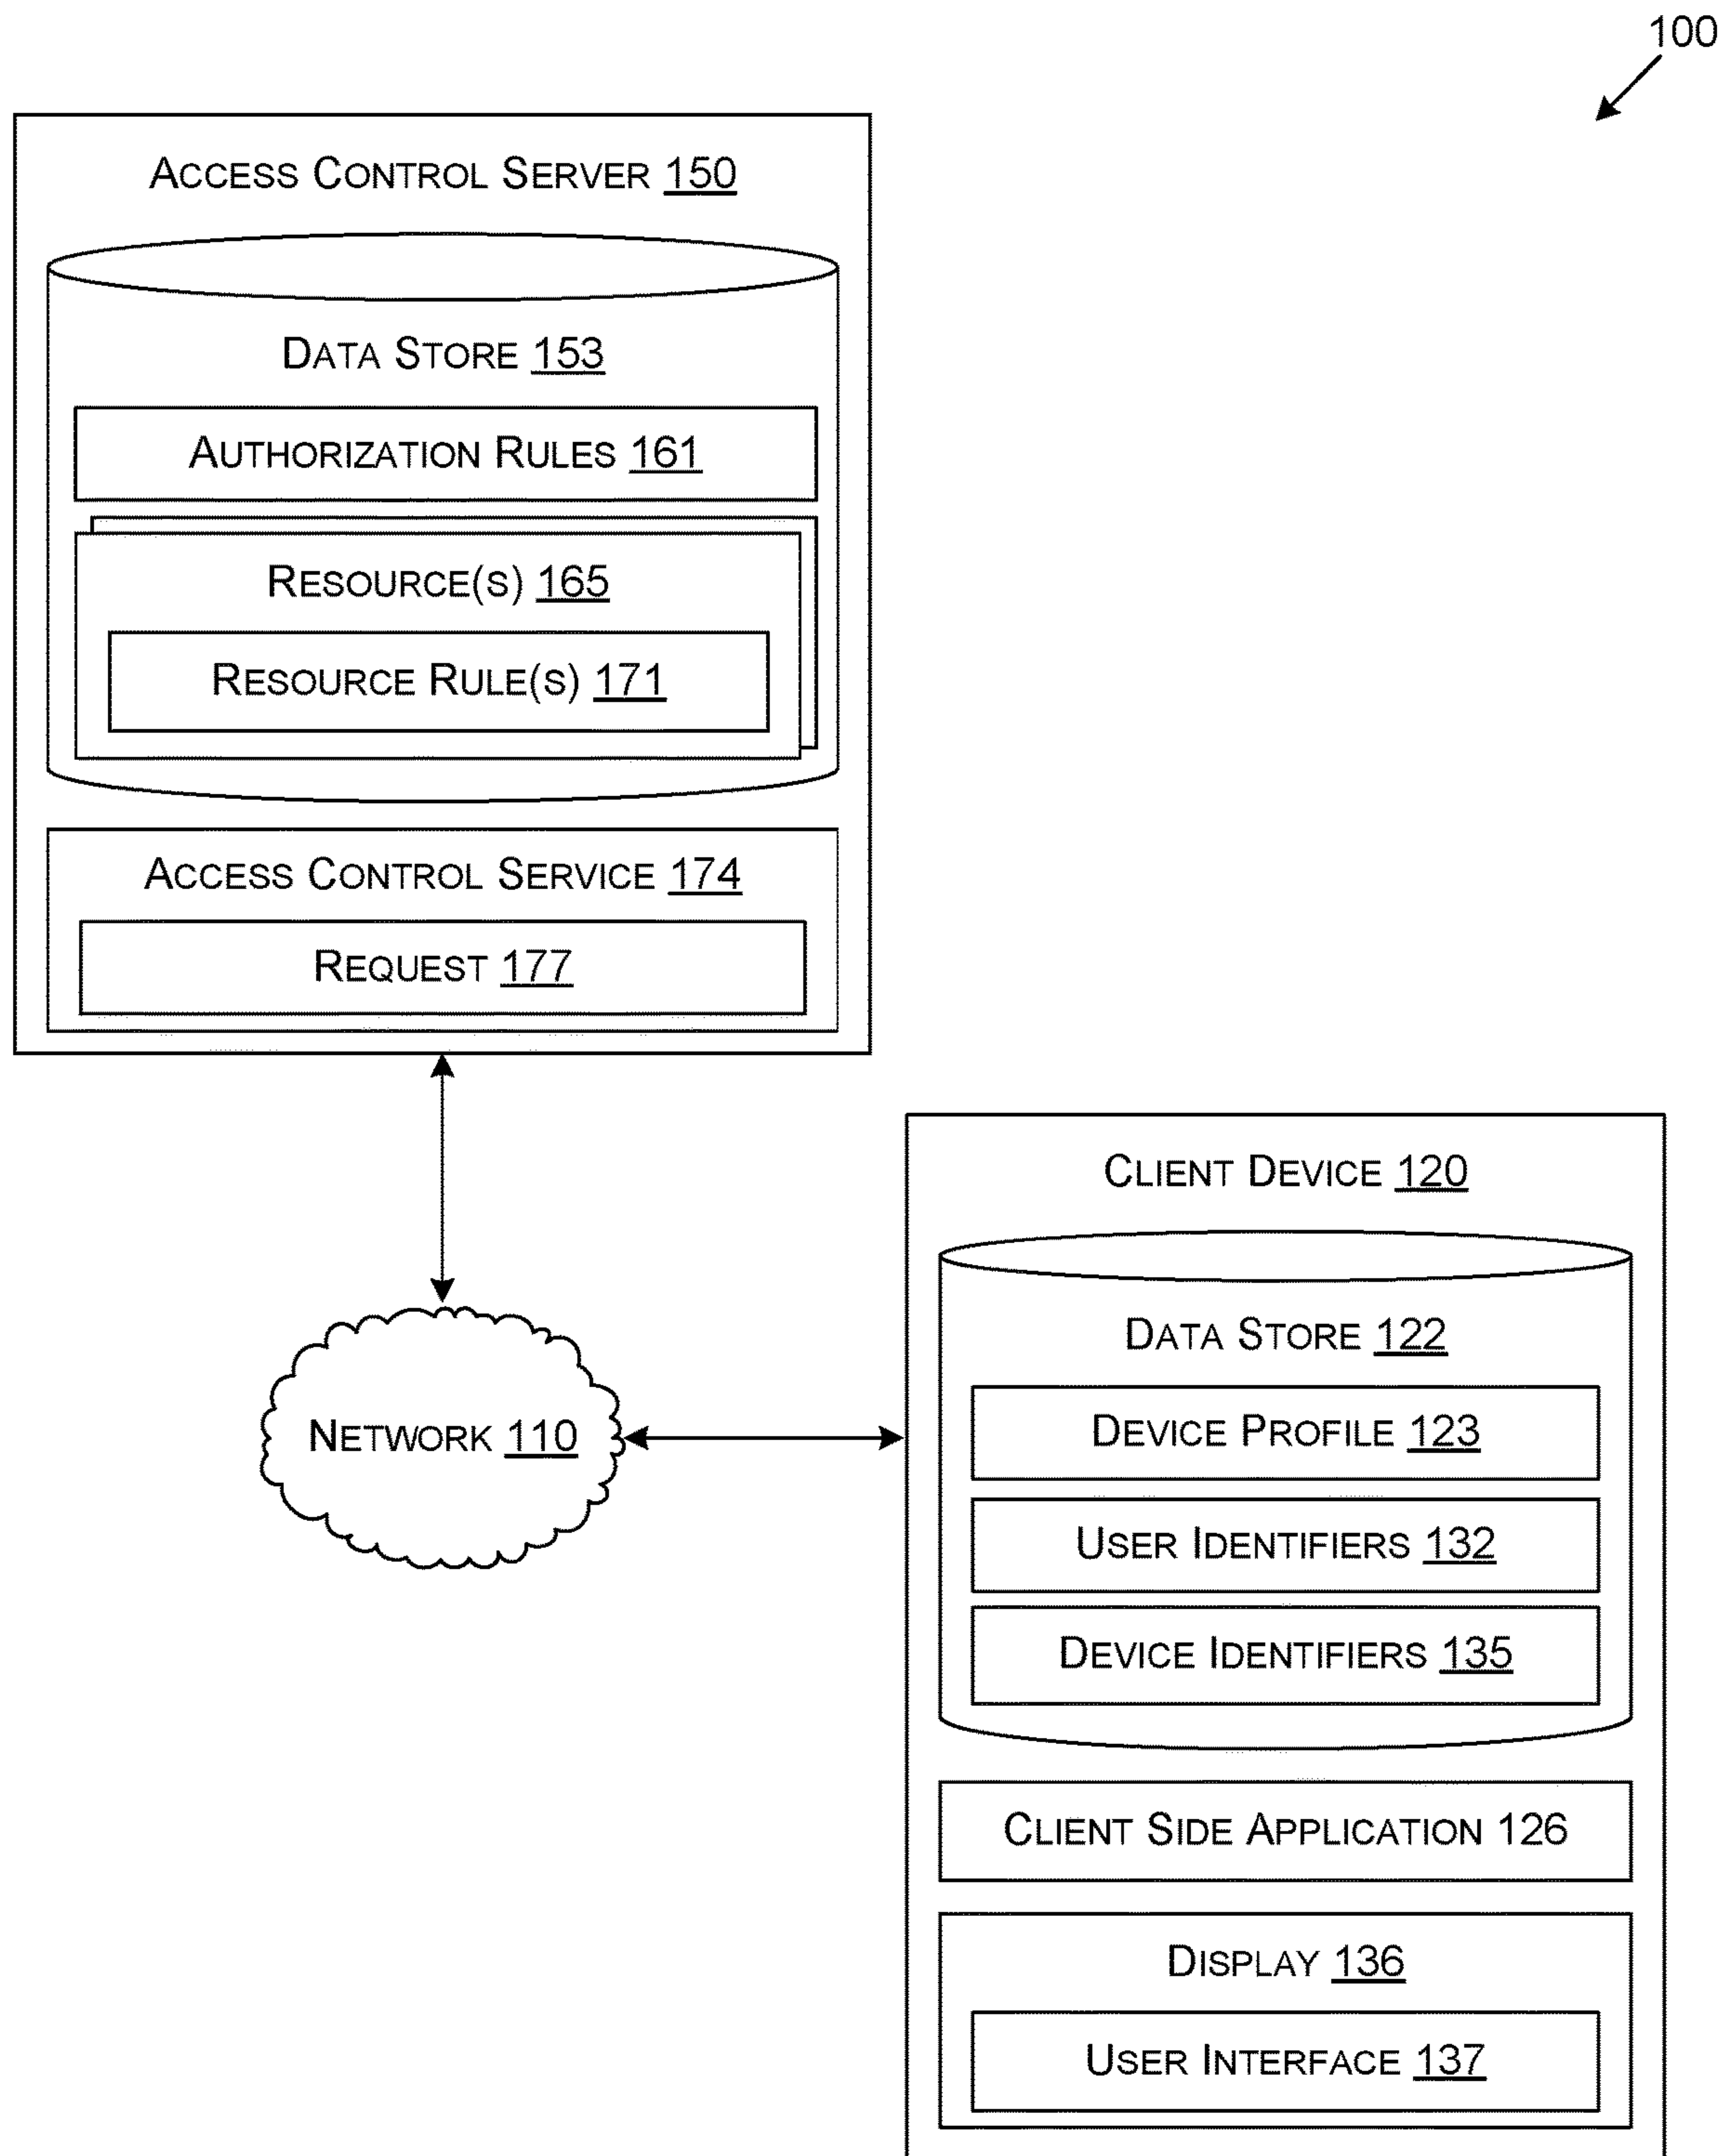 100
ACCESS CONTROL SERVER 150
DATA STORE 153
AUTHORIZATION RULES 161
RESOURCE(S) 165
RESOURCE RULE(S) 171
ACCESS CONTROL SERVICE 174
REQUEST 177
NETWORK 110
CLIENT DEVICE 120
DATA STORE 122
DEVICE PROFILE 123
USER IDENTIFIERS 132
DEVICE IDENTIFIERS 135
CLIENT SIDE APPLICATION 126
DISPLAY 136
USER INTERFACE 137